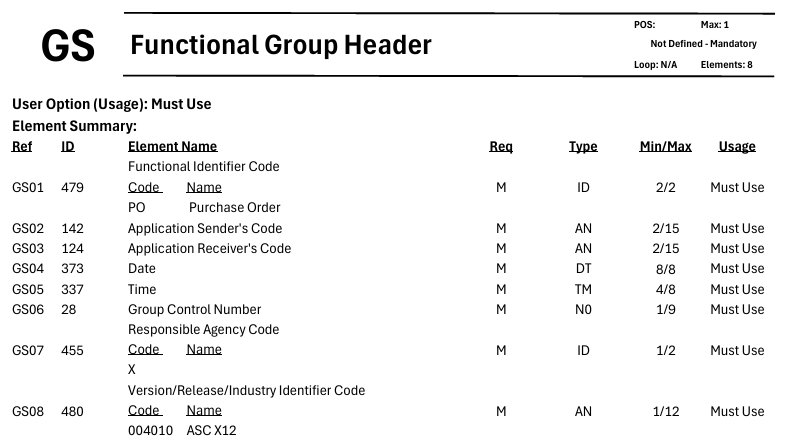 GS
Functional Group Header
POS: Max: 1
Not Defined - Mandatory
Loop: N/A Elements: 8
User Option (Usage): Must Use
Element Summary:
Ref ID Element Name Req Type Min/Max Usage
Functional Identifier Code
GS01 479 Code Name M ID 2/2 Must Use
PO Purchase Order
GS02 142 Application Sender's Code M AN 2/15 Must Use
GS03 124 Application Receiver's Code M AN 2/15 Must Use
GS04 373 Date M DT 8/8 Must Use
GS05 337 Time M TM 4/8 Must Use
GS06 28 Group Control Number M N0 1/9 Must Use
Responsible Agency Code
GS07 455 Code Name M ID 1/2 Must Use
X
Version/Release/Industry Identifier Code
GS08 480 Code Name M AN 1/12 Must Use
004010 ASC X12